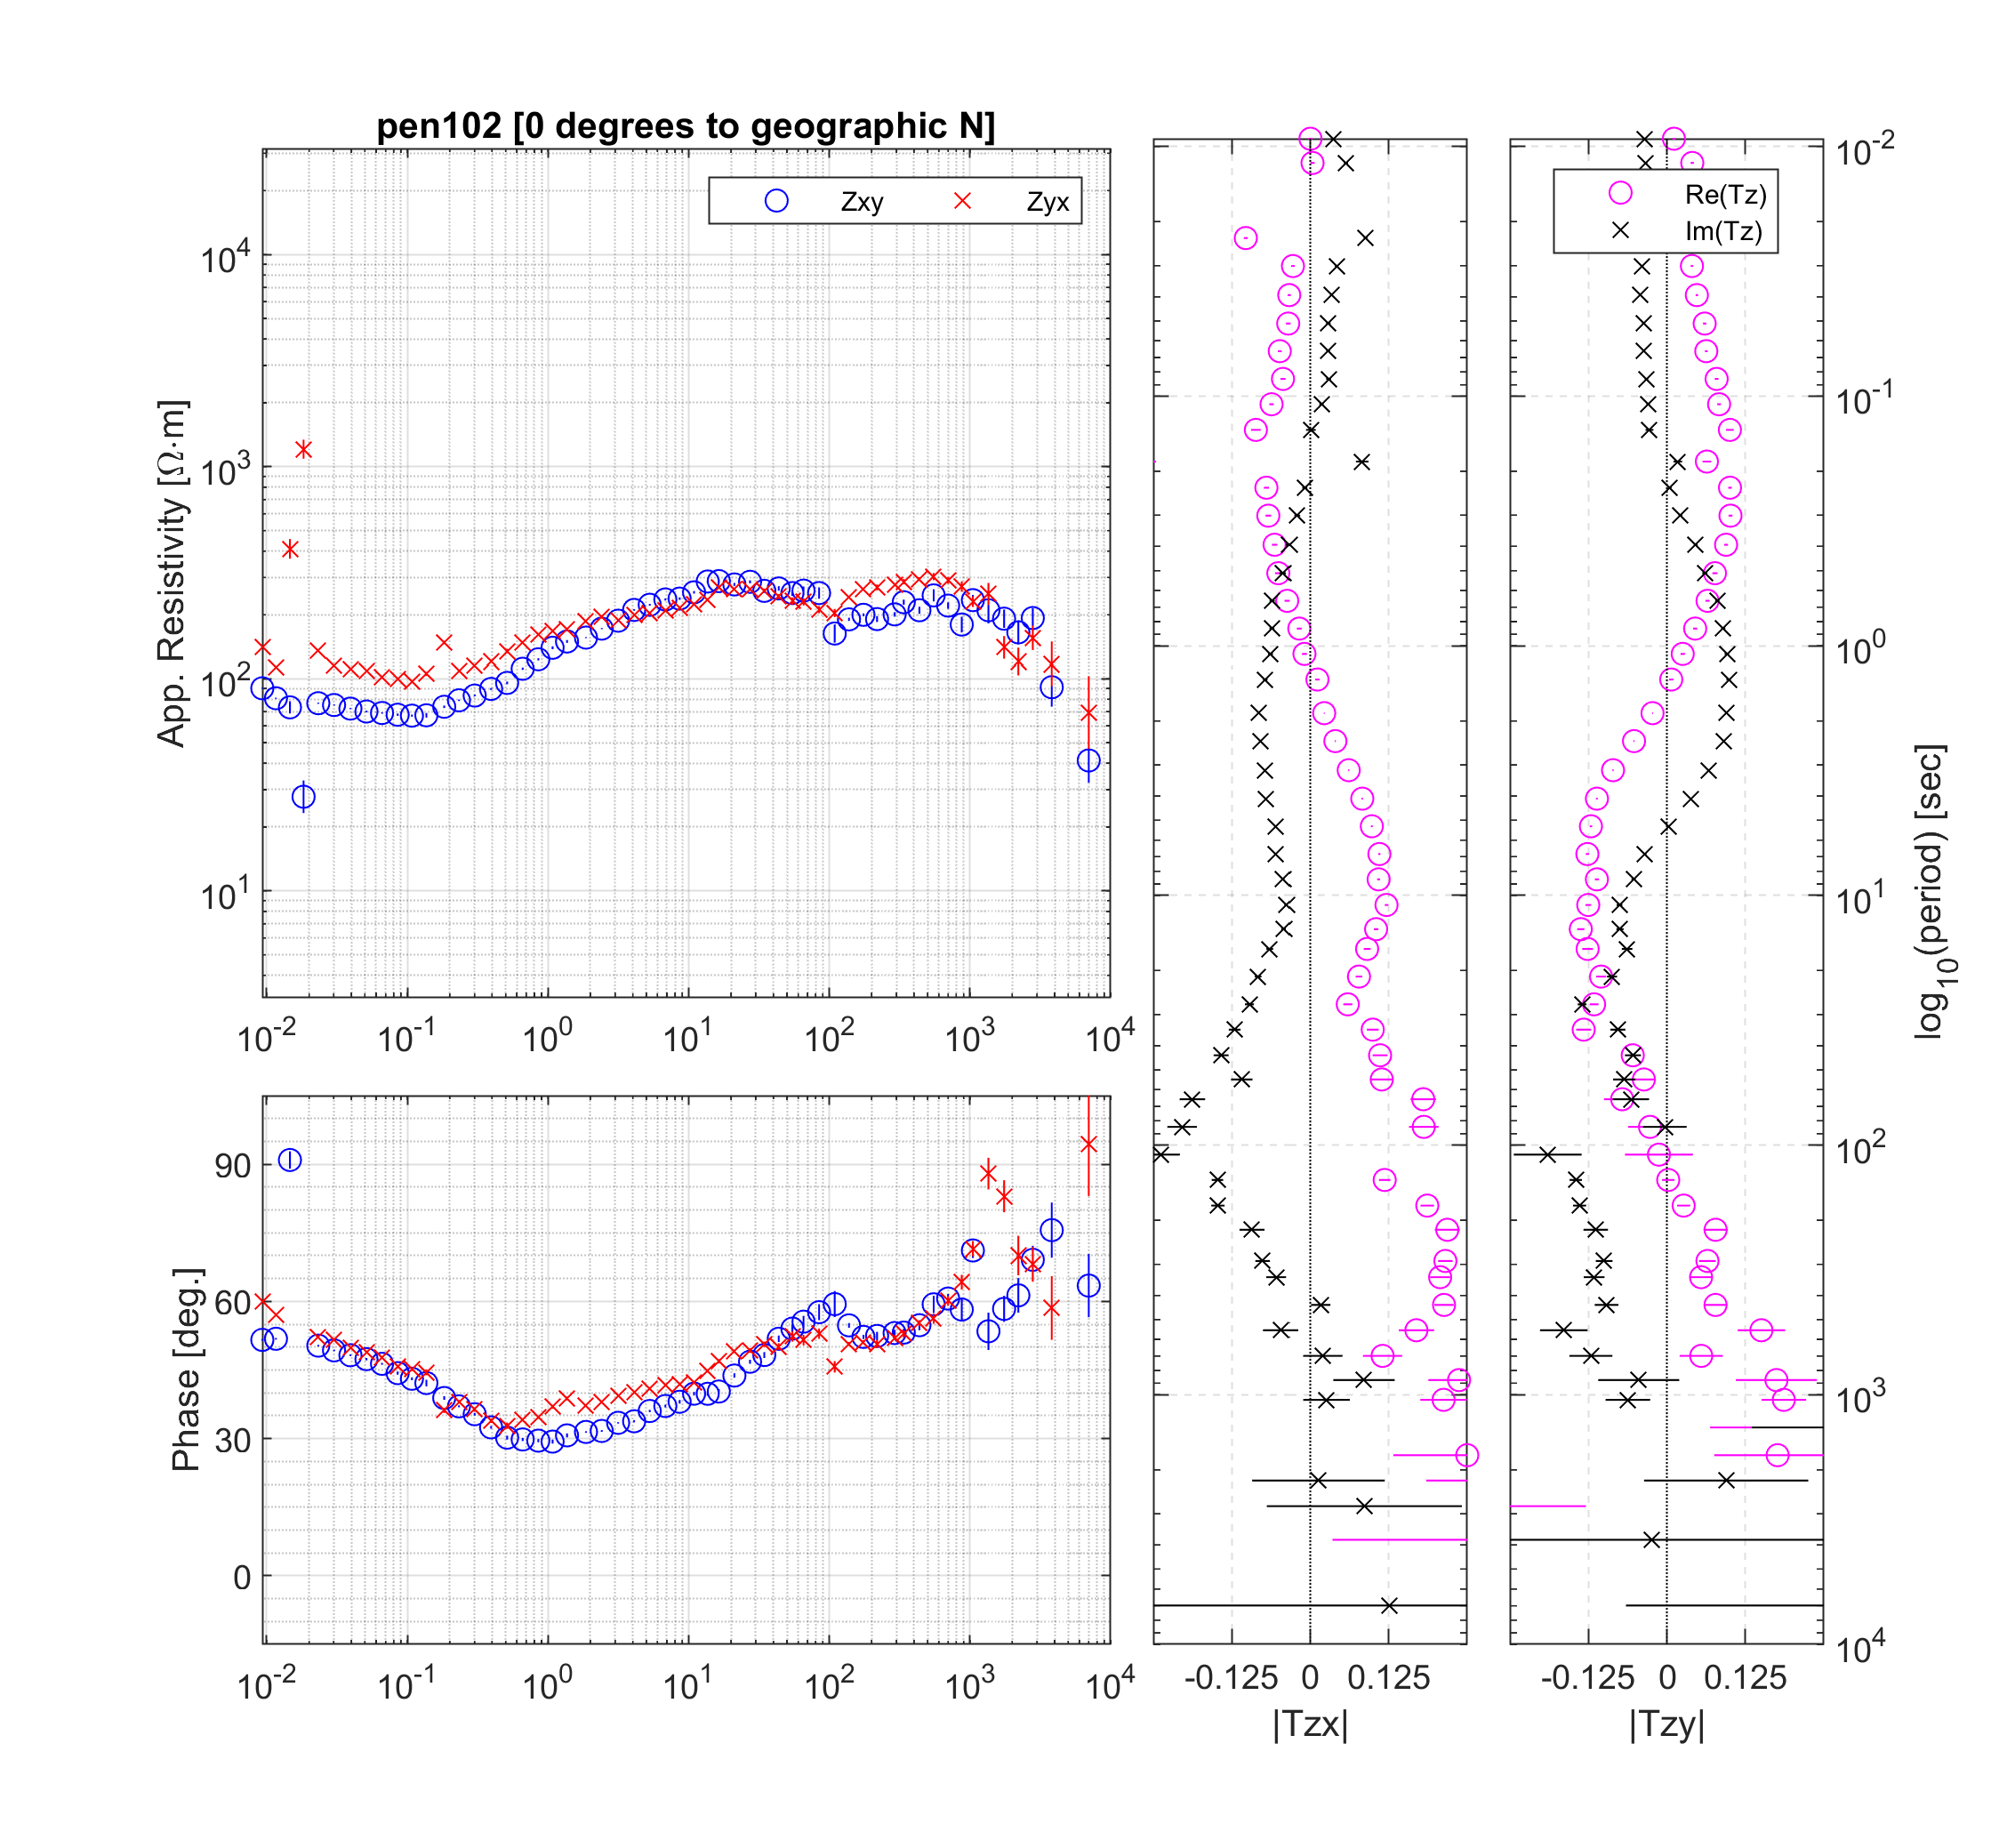 pen102 [0 degrees to geographic N]
Zxy Zyx
App. Resistivity [Ω·m]
10^4
10^3
10^2
10^1
10^-2 10^-1 10^0 10^1 10^2 10^3 10^4
Phase [deg.]
90
60
30
0
10^-2 10^-1 10^0 10^1 10^2 10^3 10^4
-0.125 0 0.125
|Tzx|
Re(Tz)
Im(Tz)
-0.125 0 0.125
|Tzy|
10^-2
10^-1
10^0
10^1
10^2
10^3
10^4
log_10(period) [sec]